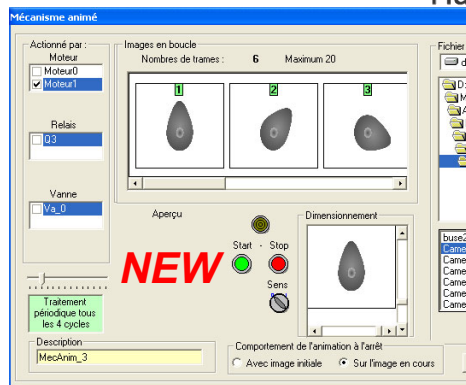 Mécanisme animé
Actionné par :
Moteur
Moteur0
Moteur1
Relais
Q3
Vanne
Va_0
Traitement
périodique tous
les 4 cycles
Description
MecAnim_3
Images en boucle
Nombres de trames : 6 Maximum 20
1 2 3
Aperçu
NEW
Start - Stop
Sens
Dimensionnement
Comportement de l'animation à l'arrêt
Avec image initiale Sur l'image en cours
Fichier
buse2
Came
Came
Came
Came
Came